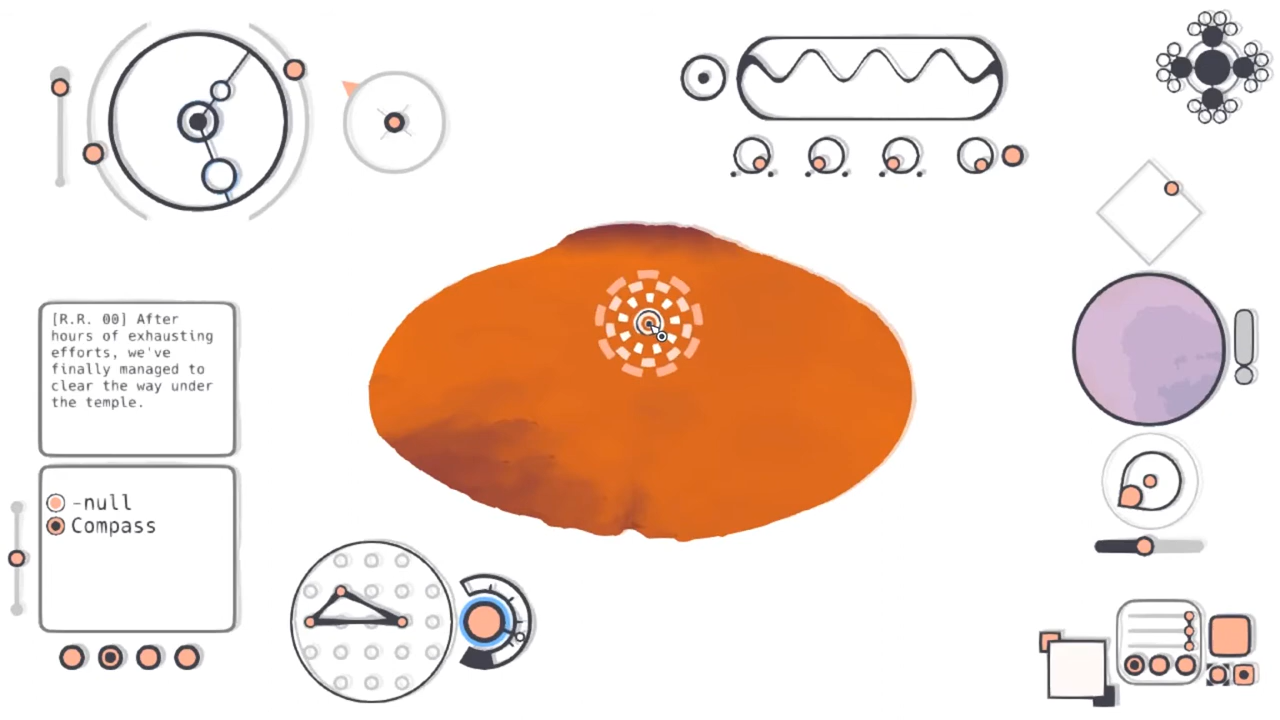 [R.R. 00] After
hours of exhausting
efforts, we've
finally managed to
clear the way under
the temple.
-null
Compass